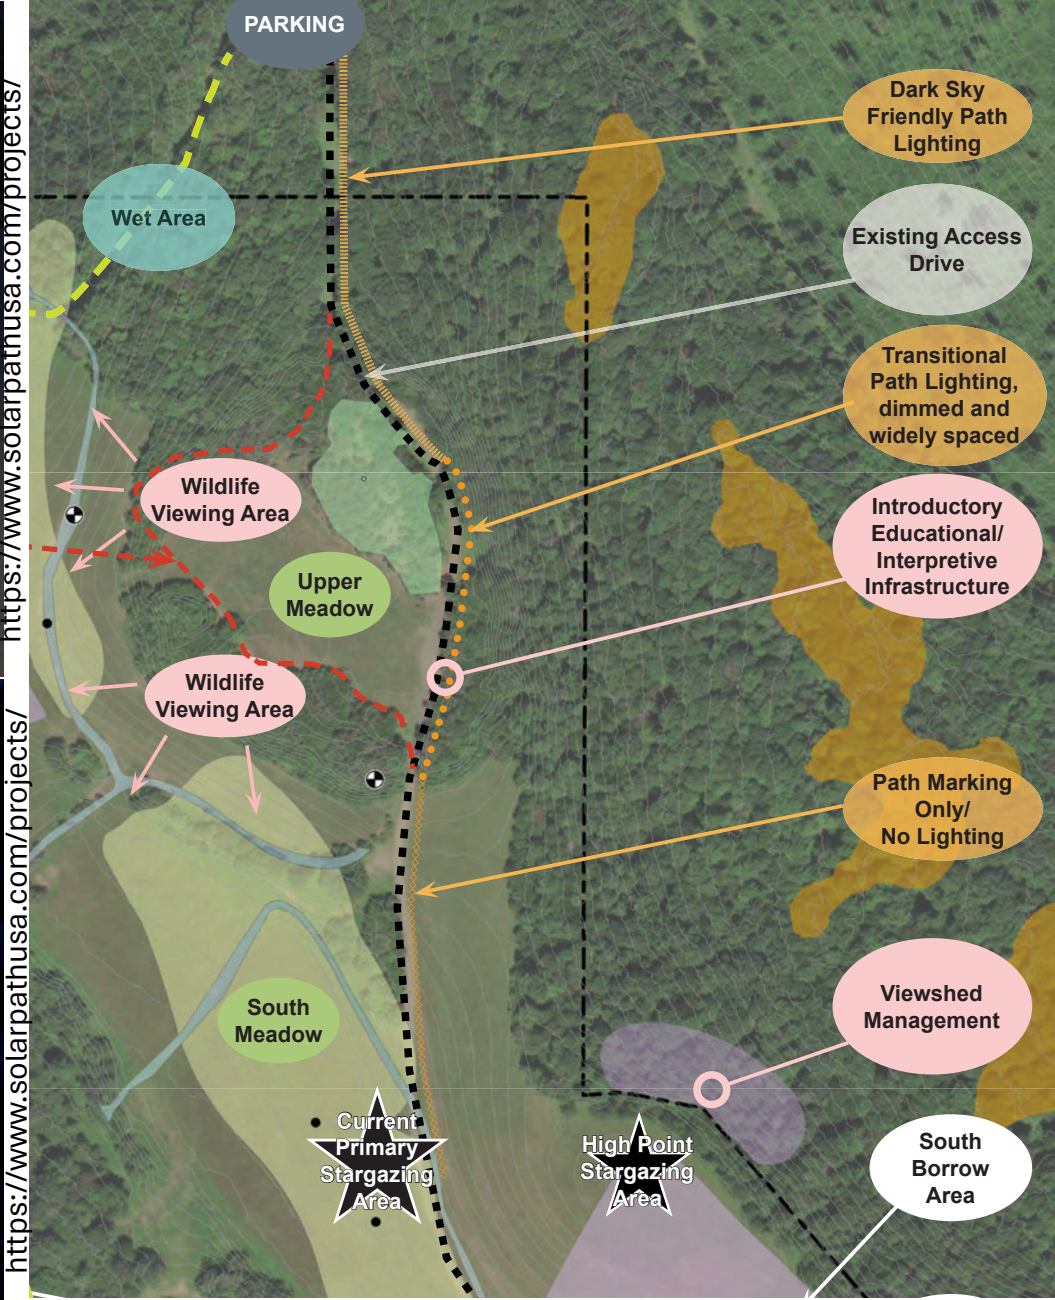 PARKING
Dark Sky
Friendly Path
Lighting
Wet Area
Existing Access
Drive
Transitional
Path Lighting,
dimmed and
widely spaced
Wildlife
Viewing Area
Introductory
Educational/
Interpretive
Infrastructure
Upper
Meadow
Wildlife
Viewing Area
Path Marking
Only/
No Lighting
Viewshed
Management
South
Meadow
Current
Primary
Stargazing
Area
High Point
Stargazing
Area
South
Borrow
Area
https://www.solarpathusa.com/projects/
https://www.solarpathusa.com/projects/